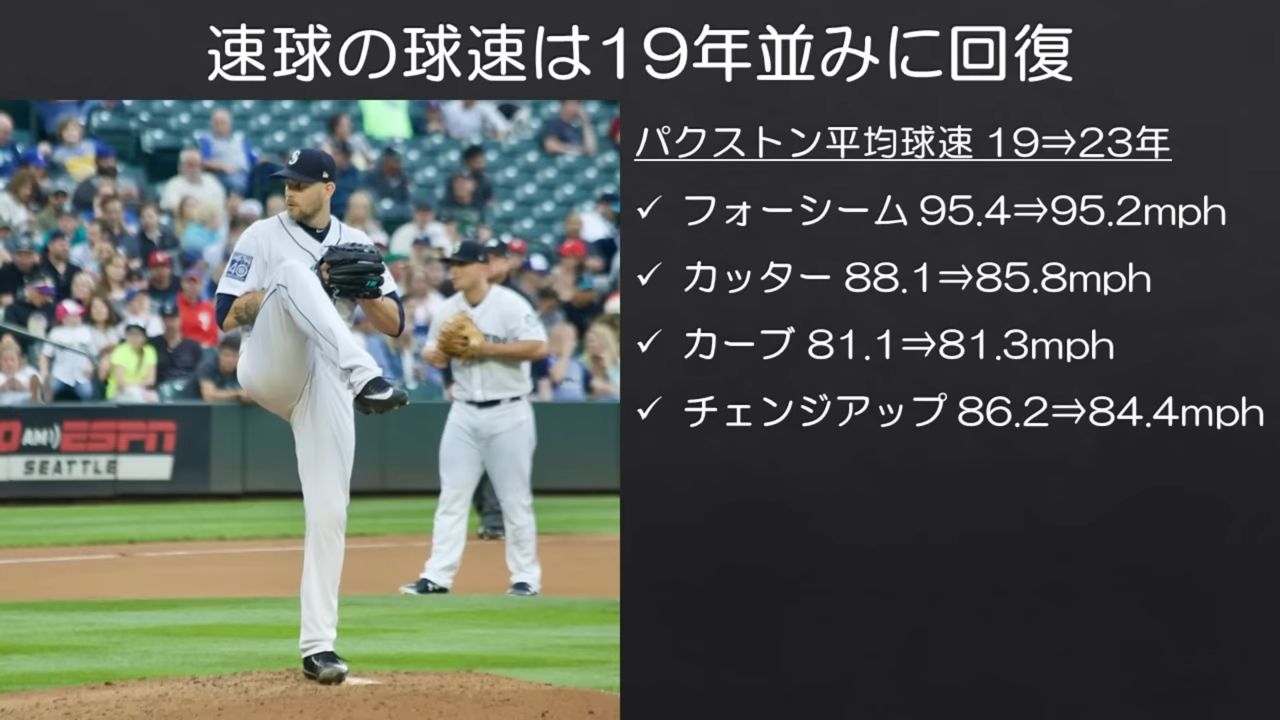 速球の球速は19年並みに回復
パクストン平均球速 19⇒23年
✓ フォーシーム 95.4⇒95.2mph
✓ カッター 88.1⇒85.8mph
✓ カーブ 81.1⇒81.3mph
✓ チェンジアップ 86.2⇒84.4mph
S
40
0 AM ESPN
SEATTLE